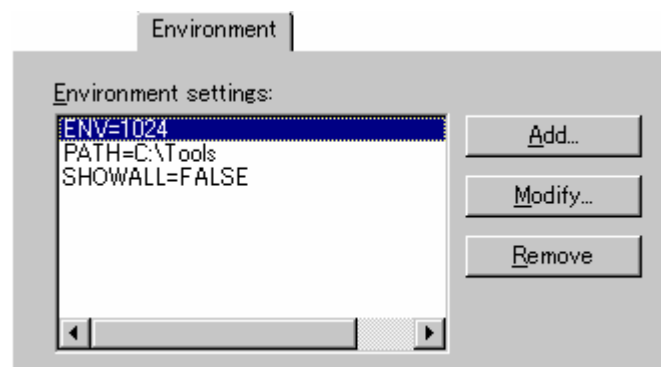 Environment
Environment settings:
ENV=1024
PATH=C:\Tools
SHOWALL=FALSE
Add...
Modify...
Remove